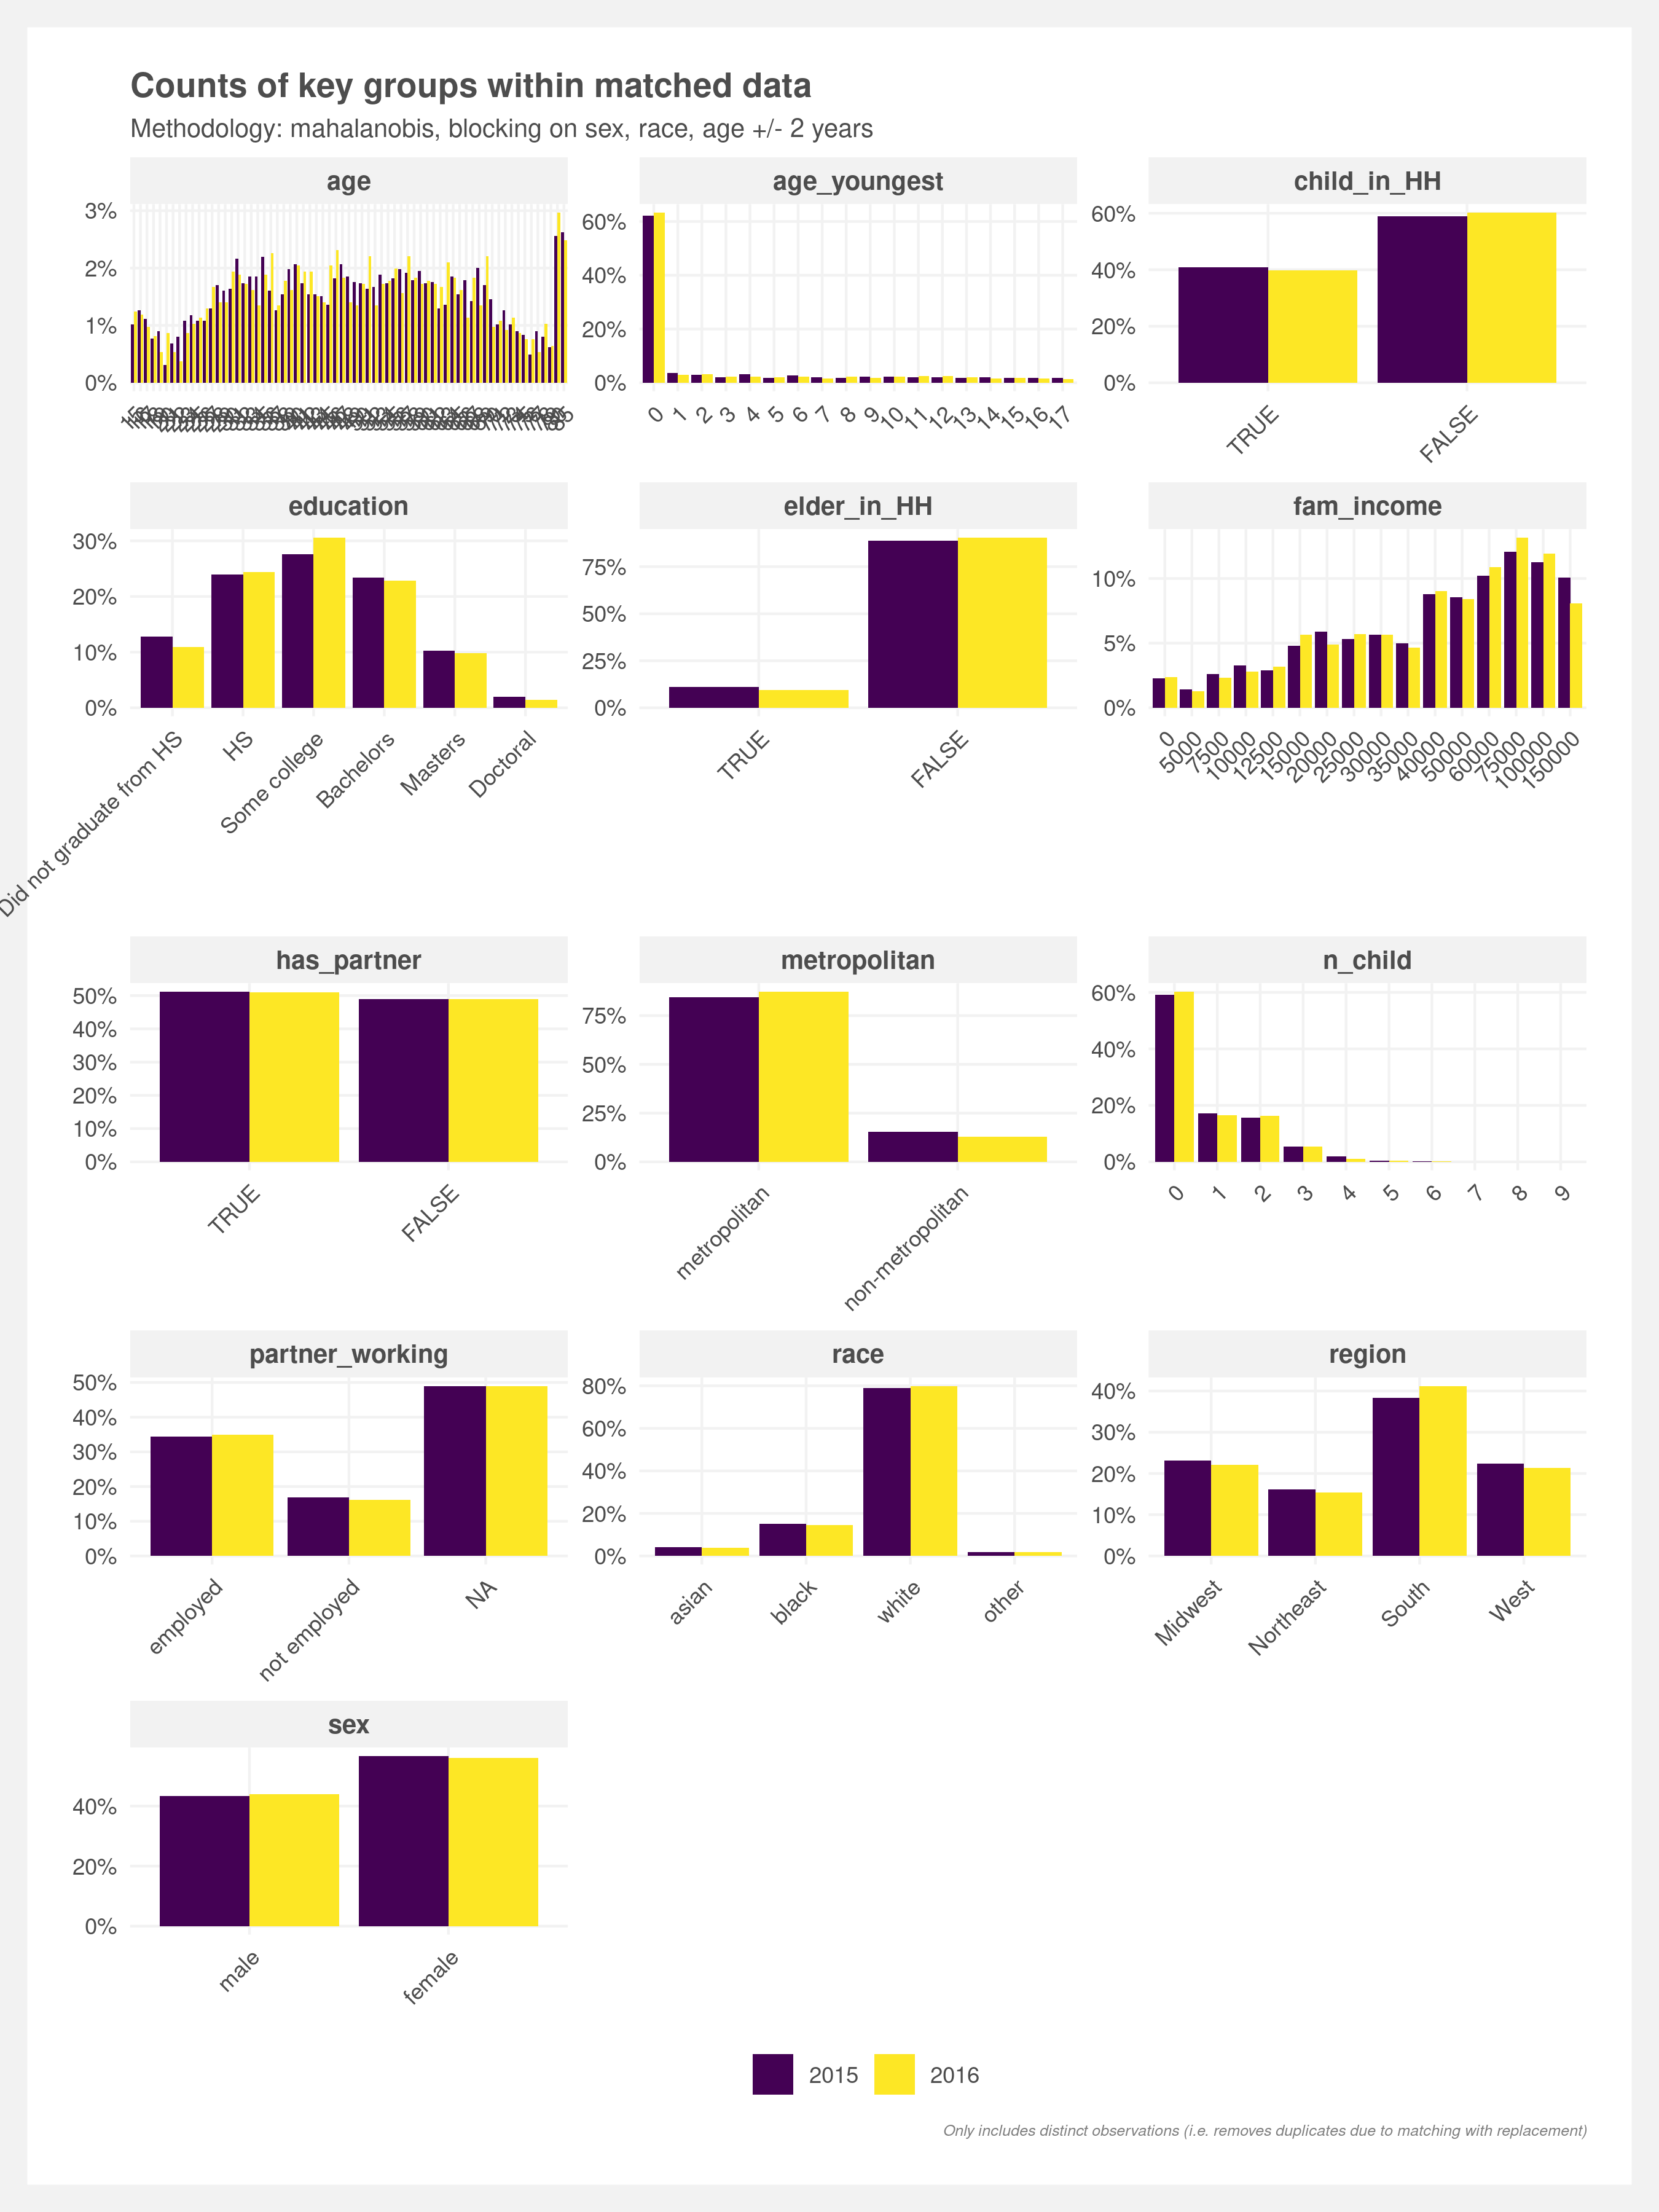 Counts of key groups within matched data
Methodology: mahalanobis, blocking on sex, race, age +/- 2 years
age
3%
2%
1%
0%
age_youngest
60%
40%
20%
0%
0 1 2 3 4 5 6 7 8 9 10 11 12 13 14 15 16 17
child_in_HH
60%
40%
20%
0%
TRUE FALSE
education
30%
20%
10%
0%
Did not graduate from HS HS Some college Bachelors Masters Doctoral
elder_in_HH
75%
50%
25%
0%
TRUE FALSE
fam_income
10%
5%
0%
0 5000 7500 10000 12500 15000 20000 25000 30000 35000 40000 50000 60000 75000 100000 150000
has_partner
50%
40%
30%
20%
10%
0%
TRUE FALSE
metropolitan
75%
50%
25%
0%
metropolitan non-metropolitan
n_child
60%
40%
20%
0%
0 1 2 3 4 5 6 7 8 9
partner_working
50%
40%
30%
20%
10%
0%
employed not employed NA
race
80%
60%
40%
20%
0%
asian black white other
region
40%
30%
20%
10%
0%
Midwest Northeast South West
sex
40%
20%
0%
male female
2015 2016
Only includes distinct observations (i.e. removes duplicates due to matching with replacement)